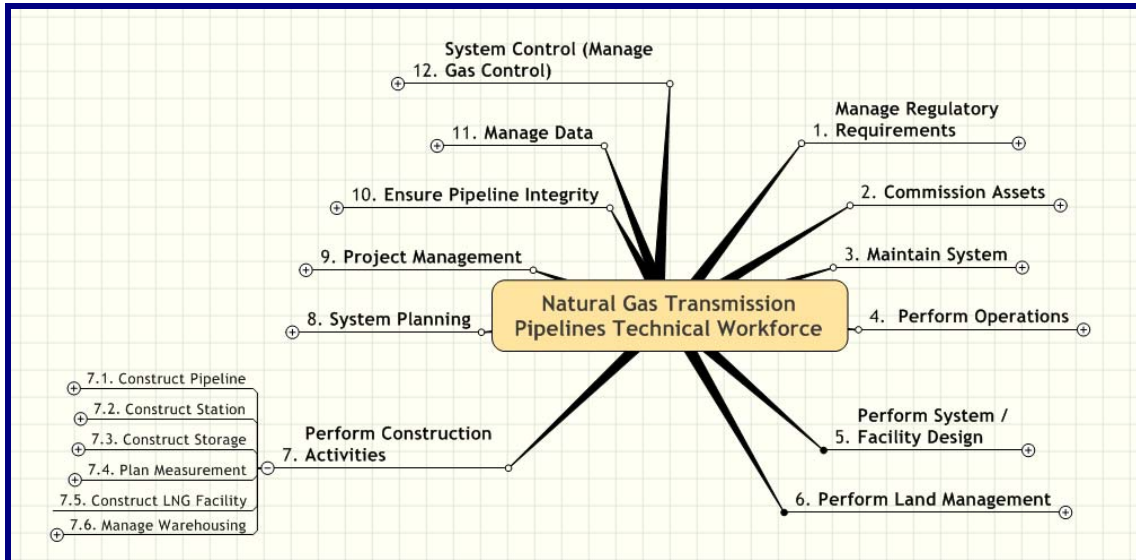 System Control (Manage
12. Gas Control)
Manage Regulatory
1. Requirements
11. Manage Data
2. Commission Assets
10. Ensure Pipeline Integrity
3. Maintain System
9. Project Management
Natural Gas Transmission
Pipelines Technical Workforce
4. Perform Operations
8. System Planning
7.1. Construct Pipeline
7.2. Construct Station
7.3. Construct Storage
7.4. Plan Measurement
7.5. Construct LNG Facility
7.6. Manage Warehousing
Perform Construction
7. Activities
Perform System /
5. Facility Design
6. Perform Land Management